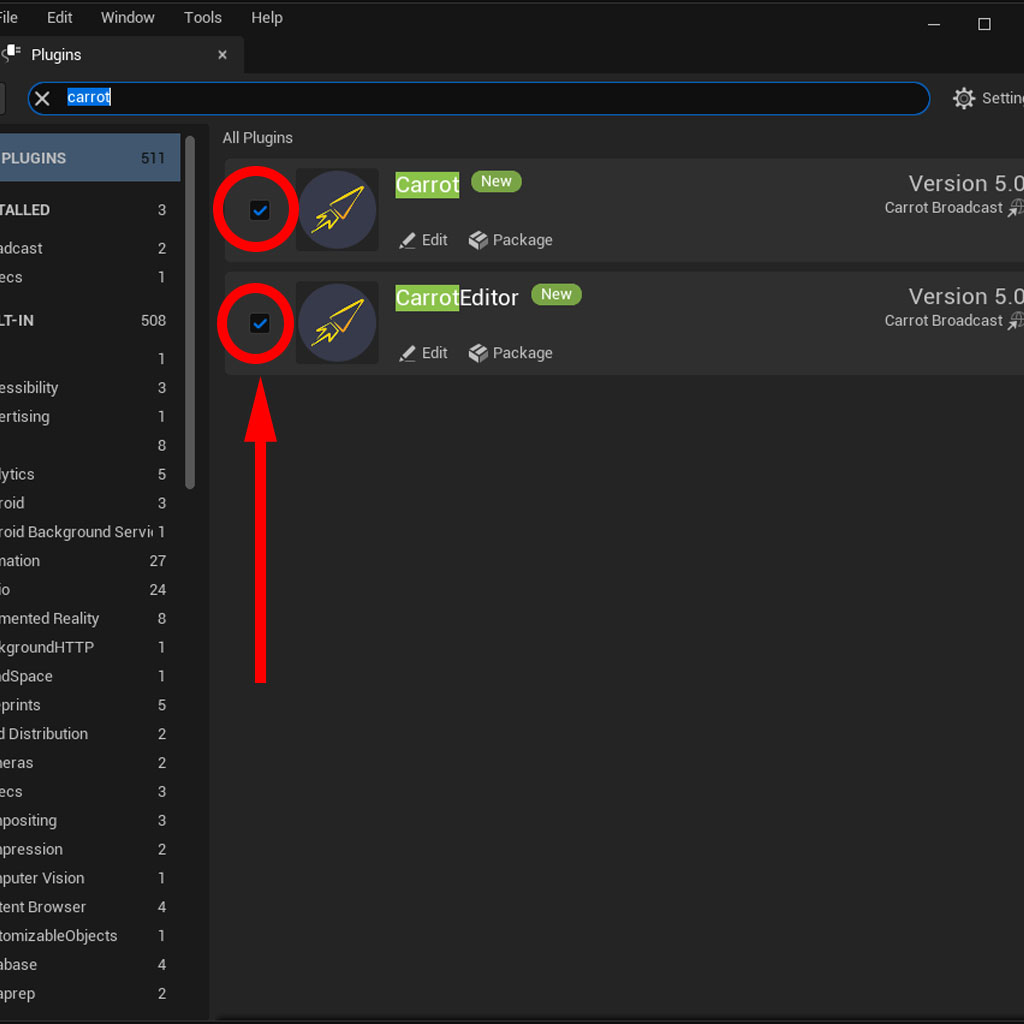 File Edit Window Tools Help
Plugins
carrot
Settin
PLUGINS 511
TALLED 3
adcast 2
ecs 1
LT-IN 508
1
essibility 3
ertising 1
8
lytics 5
roid 3
roid Background Servi 1
mation 27
io 24
mented Reality 8
kgroundHTTP 1
ndSpace 1
eprints 5
d Distribution 2
neras 2
ecs 3
npositing 3
npression 2
nputer Vision 1
tent Browser 4
tomizableObjects 1
abase 4
aprep 2
All Plugins
Carrot New
Version 5.0
Carrot Broadcast
Edit Package
CarrotEditor New
Version 5.0
Carrot Broadcast
Edit Package